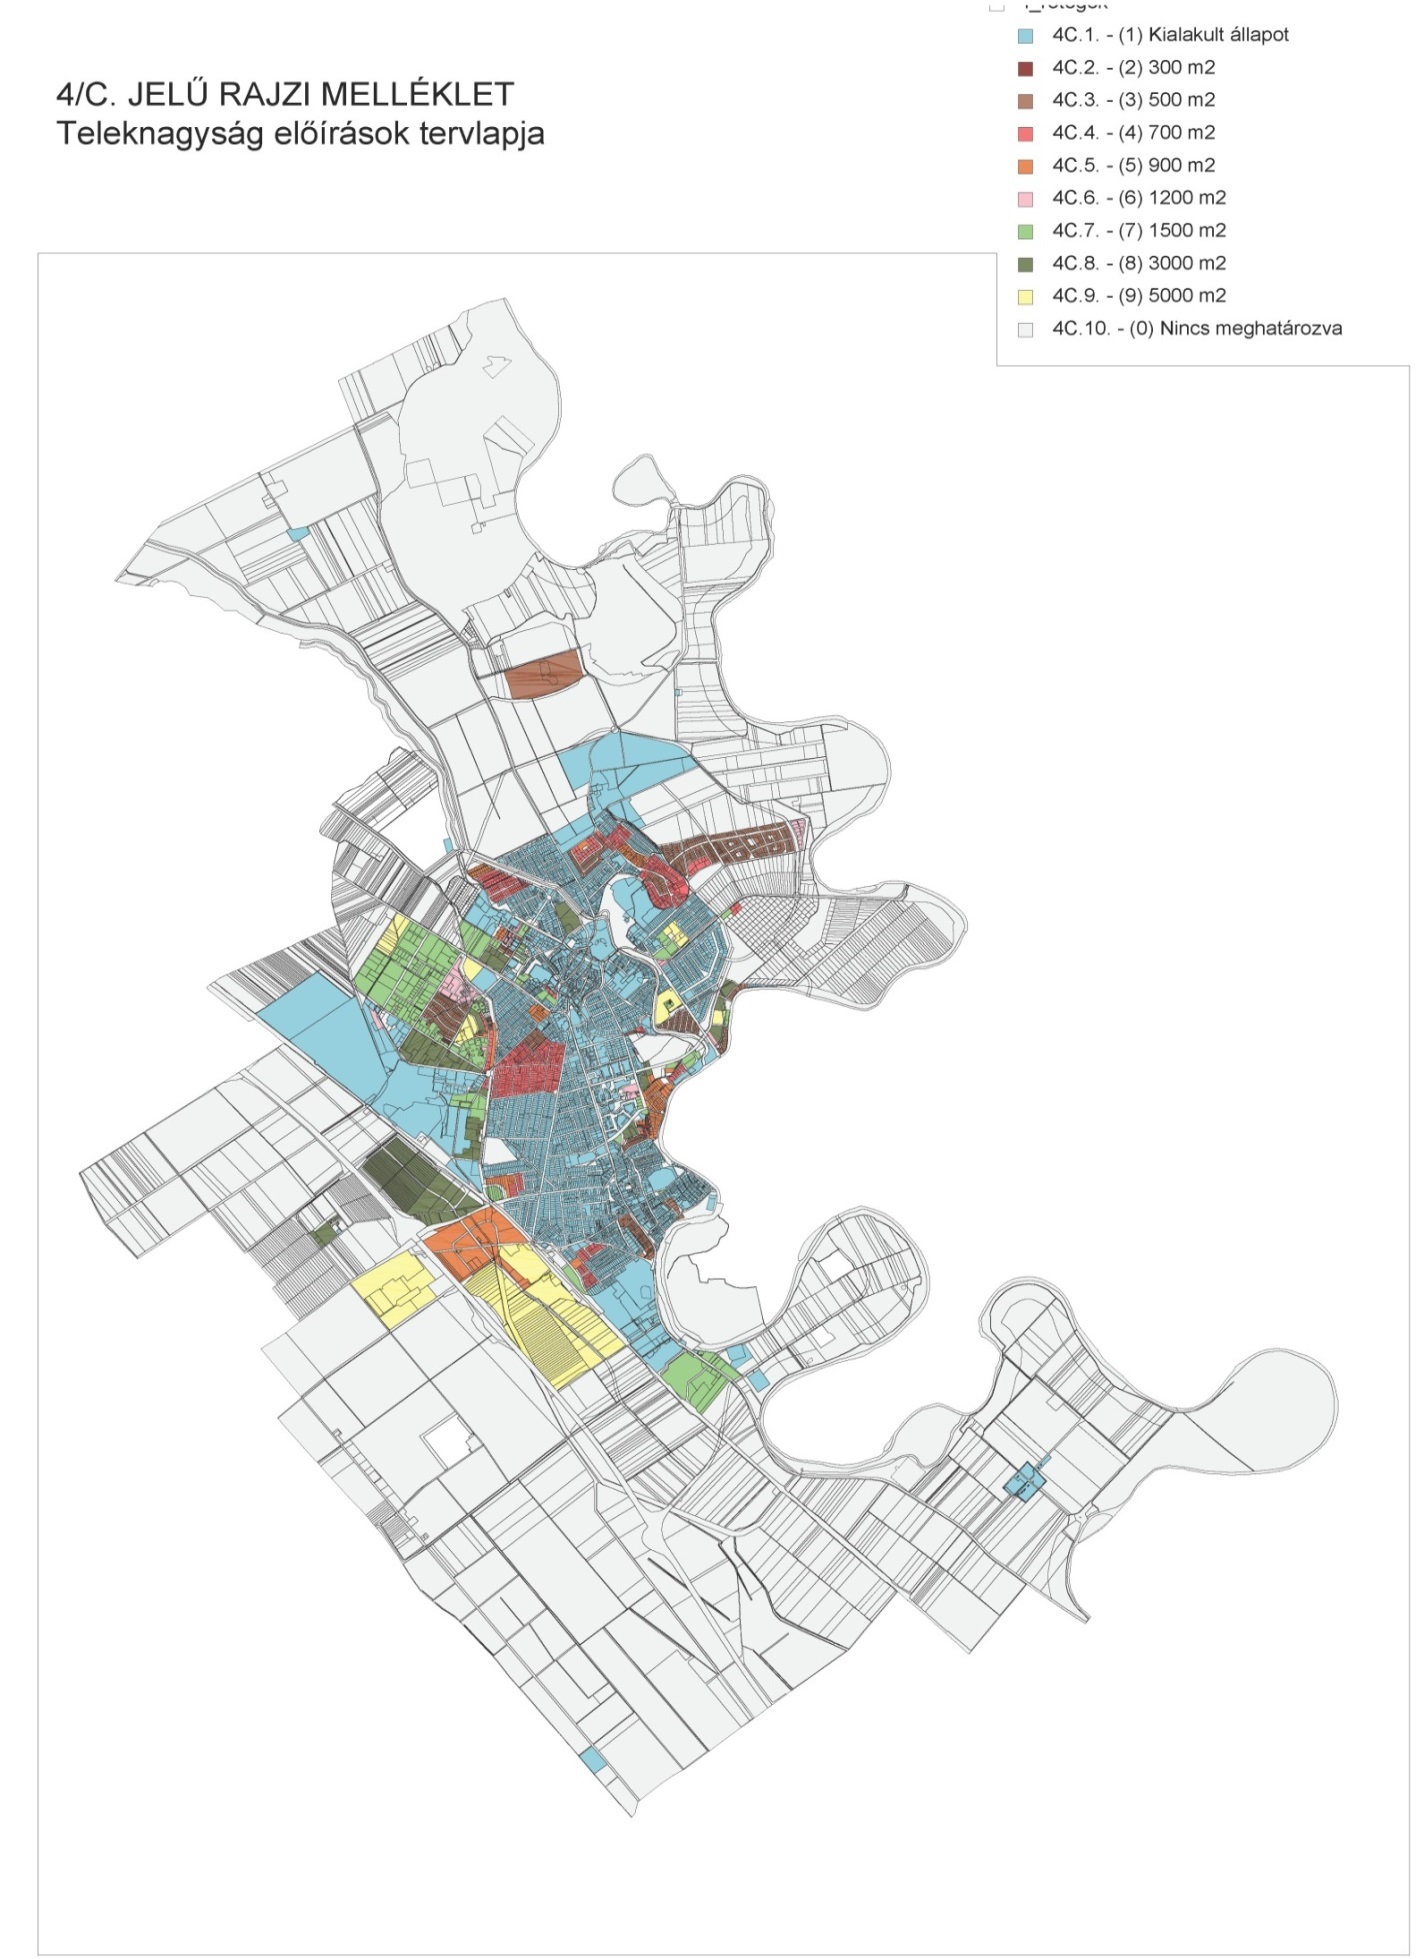 4/C. JELŰ RAJZI MELLÉKLET
Teleknagyság előírások tervlapja
4C.1. - (1) Kialakult állapot
4C.2. - (2) 300 m2
4C.3. - (3) 500 m2
4C.4. - (4) 700 m2
4C.5. - (5) 900 m2
4C.6. - (6) 1200 m2
4C.7. - (7) 1500 m2
4C.8. - (8) 3000 m2
4C.9. - (9) 5000 m2
4C.10. - (0) Nincs meghatározva